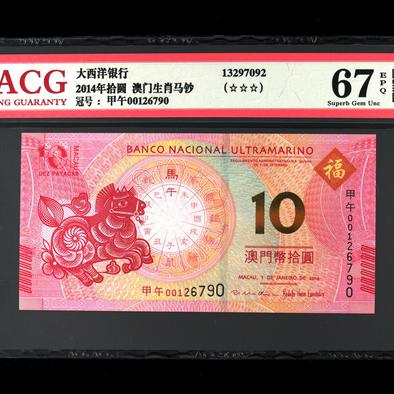 ACG
NG GUARANTY
大西洋银行
2014年拾圆 澳门生肖马钞
冠号: 甲午00126790
13297092
(☆☆☆)
67 EPQ
Superb Gem Unc
BANCO NACIONAL ULTRAMARINO
10
MACAU
DEZ PATACAS
福
馬
午
甲午00126790
10
澳門幣拾圓
MACAU, 1 DE JANEIRO DE 2014
甲午00126790